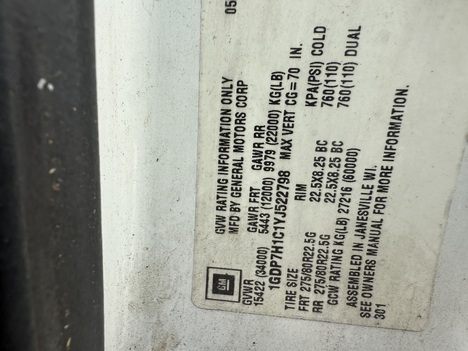 05
GVW RATING INFORMATION ONLY
MFD BY GENERAL MOTORS CORP
GM
GVWR GAWR FRT GAWR RR
15422 (34000) 5443 (12000) 9979 (22000) KG(LB)
1GDP7H1C1YJ522798 MAX VERT CG=70 IN.
TIRE SIZE RIM KPA(PSI) COLD
FRT 275/80R22.5G 22.5X8.25 BC 760(110)
RR 275/80R22.5G 22.5X8.25 BC 760(110) DUAL
GCW RATING KG(LB) 27216 (60000)
ASSEMBLED IN JANESVILLE WI.
SEE OWNERS MANUAL FOR MORE INFORMATION.
301